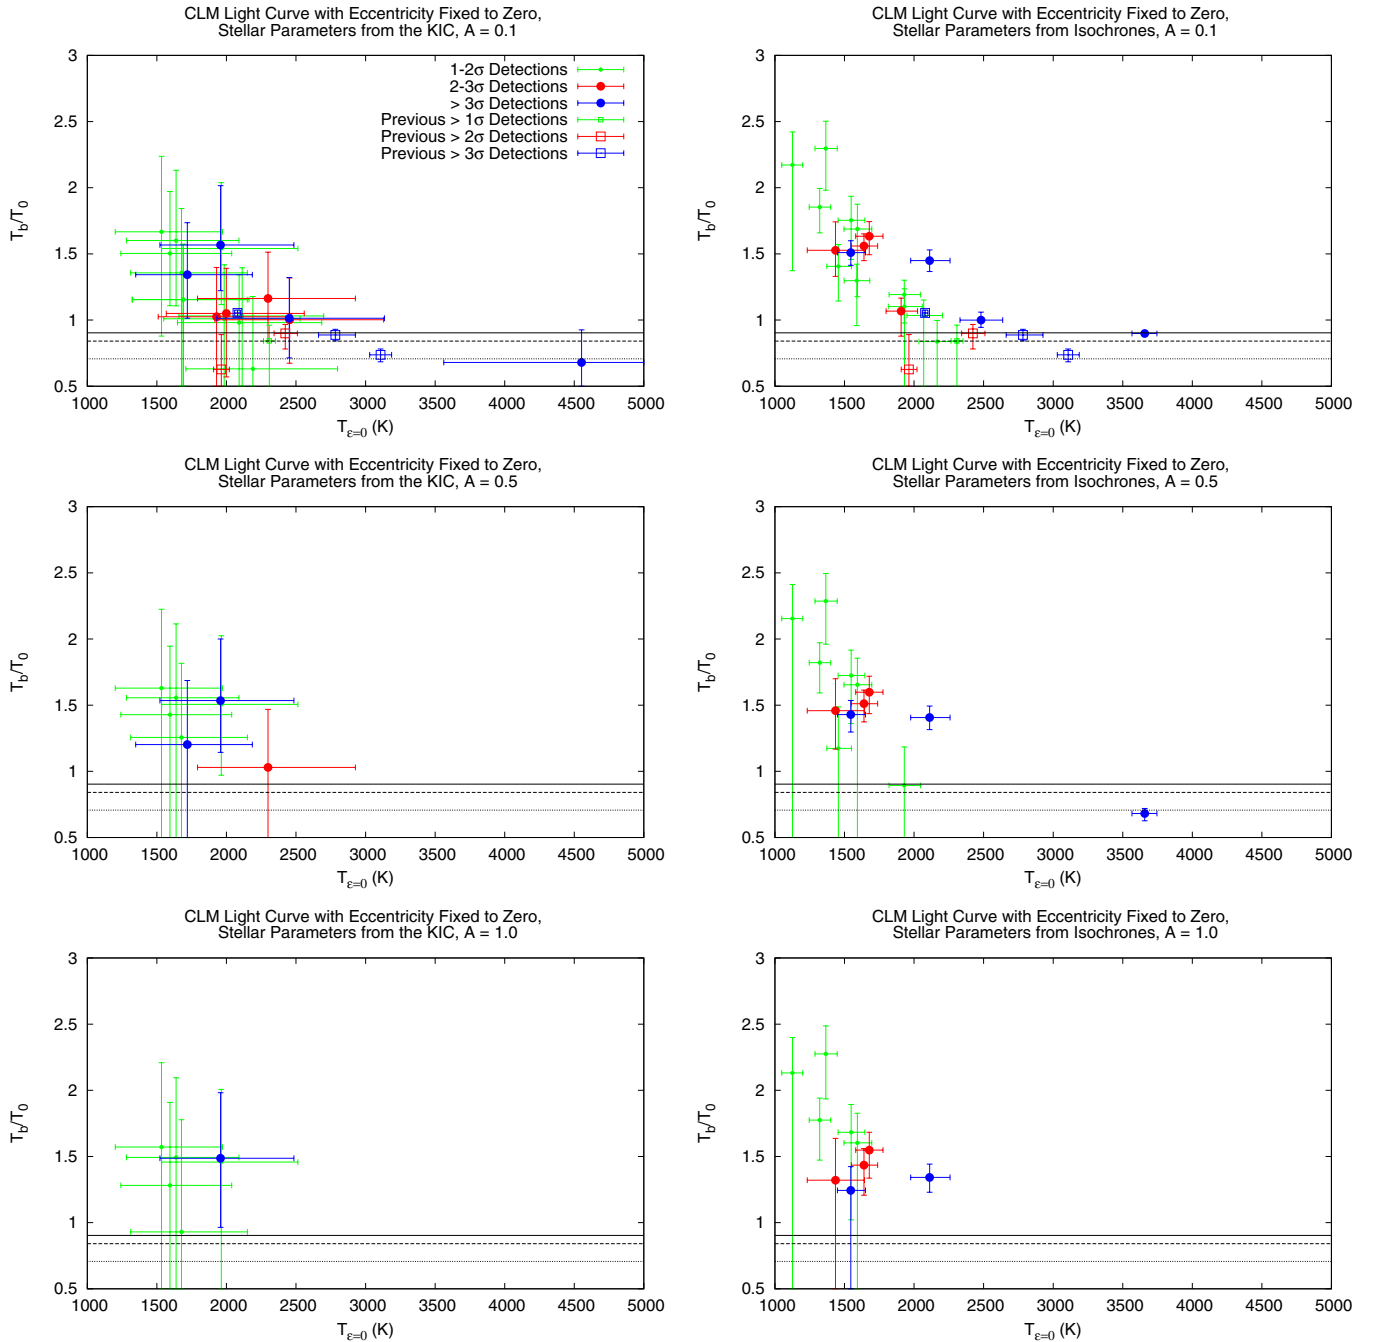 CLM Light Curve with Eccentricity Fixed to Zero,
Stellar Parameters from the KIC, A = 0.1
3
2.5
2
1.5
1
0.5
T_b/T_0
1-2σ Detections
2-3σ Detections
> 3σ Detections
Previous > 1σ Detections
Previous > 2σ Detections
Previous > 3σ Detections
1000 1500 2000 2500 3000 3500 4000 4500 5000
T_ε=0 (K)
CLM Light Curve with Eccentricity Fixed to Zero,
Stellar Parameters from Isochrones, A = 0.1
3
2.5
2
1.5
1
0.5
T_b/T_0
1000 1500 2000 2500 3000 3500 4000 4500 5000
T_ε=0 (K)
CLM Light Curve with Eccentricity Fixed to Zero,
Stellar Parameters from the KIC, A = 0.5
3
2.5
2
1.5
1
0.5
T_b/T_0
1000 1500 2000 2500 3000 3500 4000 4500 5000
T_ε=0 (K)
CLM Light Curve with Eccentricity Fixed to Zero,
Stellar Parameters from Isochrones, A = 0.5
3
2.5
2
1.5
1
0.5
T_b/T_0
1000 1500 2000 2500 3000 3500 4000 4500 5000
T_ε=0 (K)
CLM Light Curve with Eccentricity Fixed to Zero,
Stellar Parameters from the KIC, A = 1.0
3
2.5
2
1.5
1
0.5
T_b/T_0
1000 1500 2000 2500 3000 3500 4000 4500 5000
T_ε=0 (K)
CLM Light Curve with Eccentricity Fixed to Zero,
Stellar Parameters from Isochrones, A = 1.0
3
2.5
2
1.5
1
0.5
T_b/T_0
1000 1500 2000 2500 3000 3500 4000 4500 5000
T_ε=0 (K)